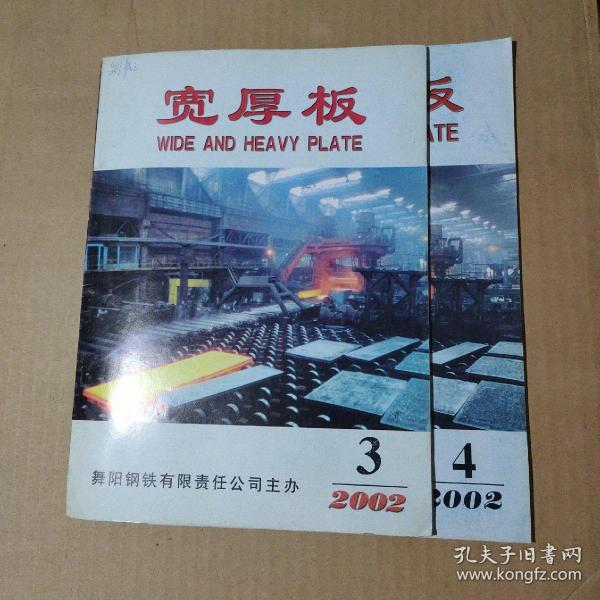 宽厚板
WIDE AND HEAVY PLATE
板
ATE
3
2002
舞阳钢铁有限责任公司主办
4
2002
孔夫子旧书网
www.kongfz.com